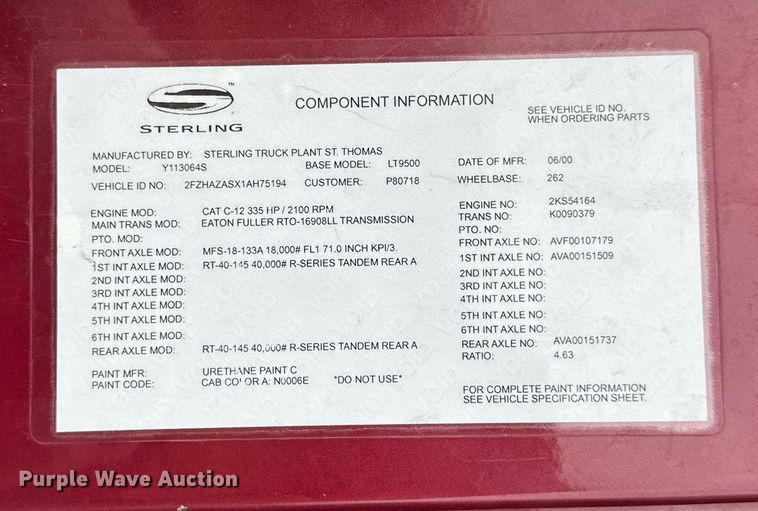 ™
STERLING
COMPONENT INFORMATION
SEE VEHICLE ID NO.
WHEN ORDERING PARTS
MANUFACTURED BY: STERLING TRUCK PLANT ST. THOMAS
MODEL: Y113064S BASE MODEL: LT9500 DATE OF MFR: 06/00
VEHICLE ID NO: 2FZHAZASX1AH75194 CUSTOMER: P80718 WHEELBASE: 262
ENGINE MOD: CAT C-12 335 HP / 2100 RPM ENGINE NO: 2KS54164
MAIN TRANS MOD: EATON FULLER RTO-16908LL TRANSMISSION TRANS NO: K0090379
PTO. MOD: PTO. NO:
FRONT AXLE MOD: MFS-18-133A 18,000# FL1 71.0 INCH KPI/3. FRONT AXLE NO: AVF00107179
1ST INT AXLE MOD: RT-40-145 40,000# R-SERIES TANDEM REAR A 1ST INT AXLE NO: AVA00151509
2ND INT AXLE MOD: 2ND INT AXLE NO:
3RD INT AXLE MOD: 3RD INT AXLE NO:
4TH INT AXLE MOD: 4TH INT AXLE NO:
5TH INT AXLE MOD: 5TH INT AXLE NO:
6TH INT AXLE MOD: 6TH INT AXLE NO:
REAR AXLE MOD: RT-40-145 40,000# R-SERIES TANDEM REAR A REAR AXLE NO: AVA00151737
RATIO: 4.63
PAINT MFR: URETHANE PAINT C
PAINT CODE: CAB COLOR A: N0006E *DO NOT USE*
FOR COMPLETE PAINT INFORMATION
SEE VEHICLE SPECIFICATION SHEET.
Purple Wave Auction